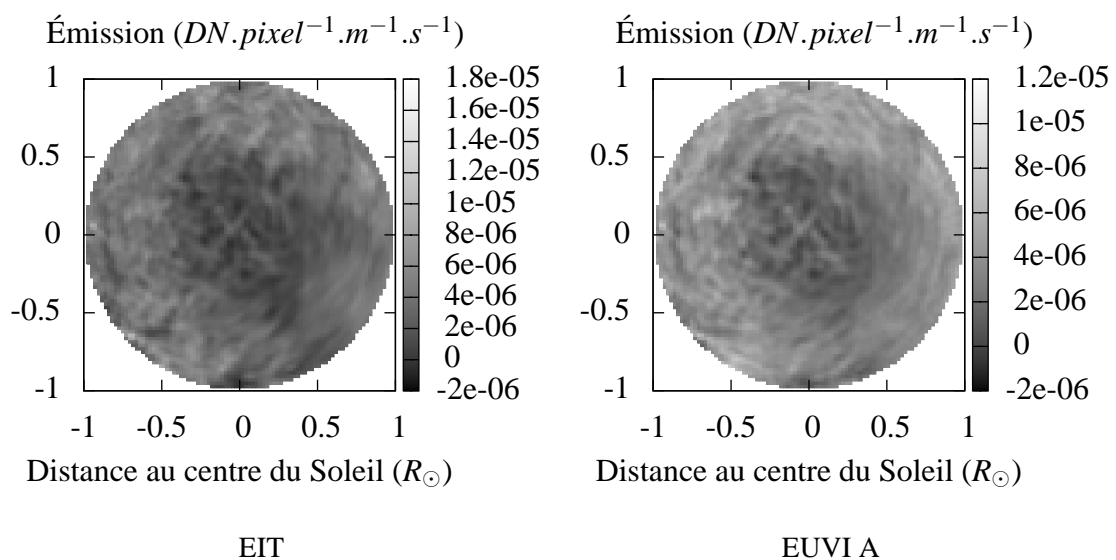 Émission (DN.pixel⁻¹.m⁻¹.s⁻¹)
1
0.5
0
-0.5
-1
-1 -0.5 0 0.5 1
1.8e-05
1.6e-05
1.4e-05
1.2e-05
1e-05
8e-06
6e-06
4e-06
2e-06
0
-2e-06
Distance au centre du Soleil (R☉)
EIT
Émission (DN.pixel⁻¹.m⁻¹.s⁻¹)
1
0.5
0
-0.5
-1
-1 -0.5 0 0.5 1
1.2e-05
1e-05
8e-06
6e-06
4e-06
2e-06
0
-2e-06
Distance au centre du Soleil (R☉)
EUVI A